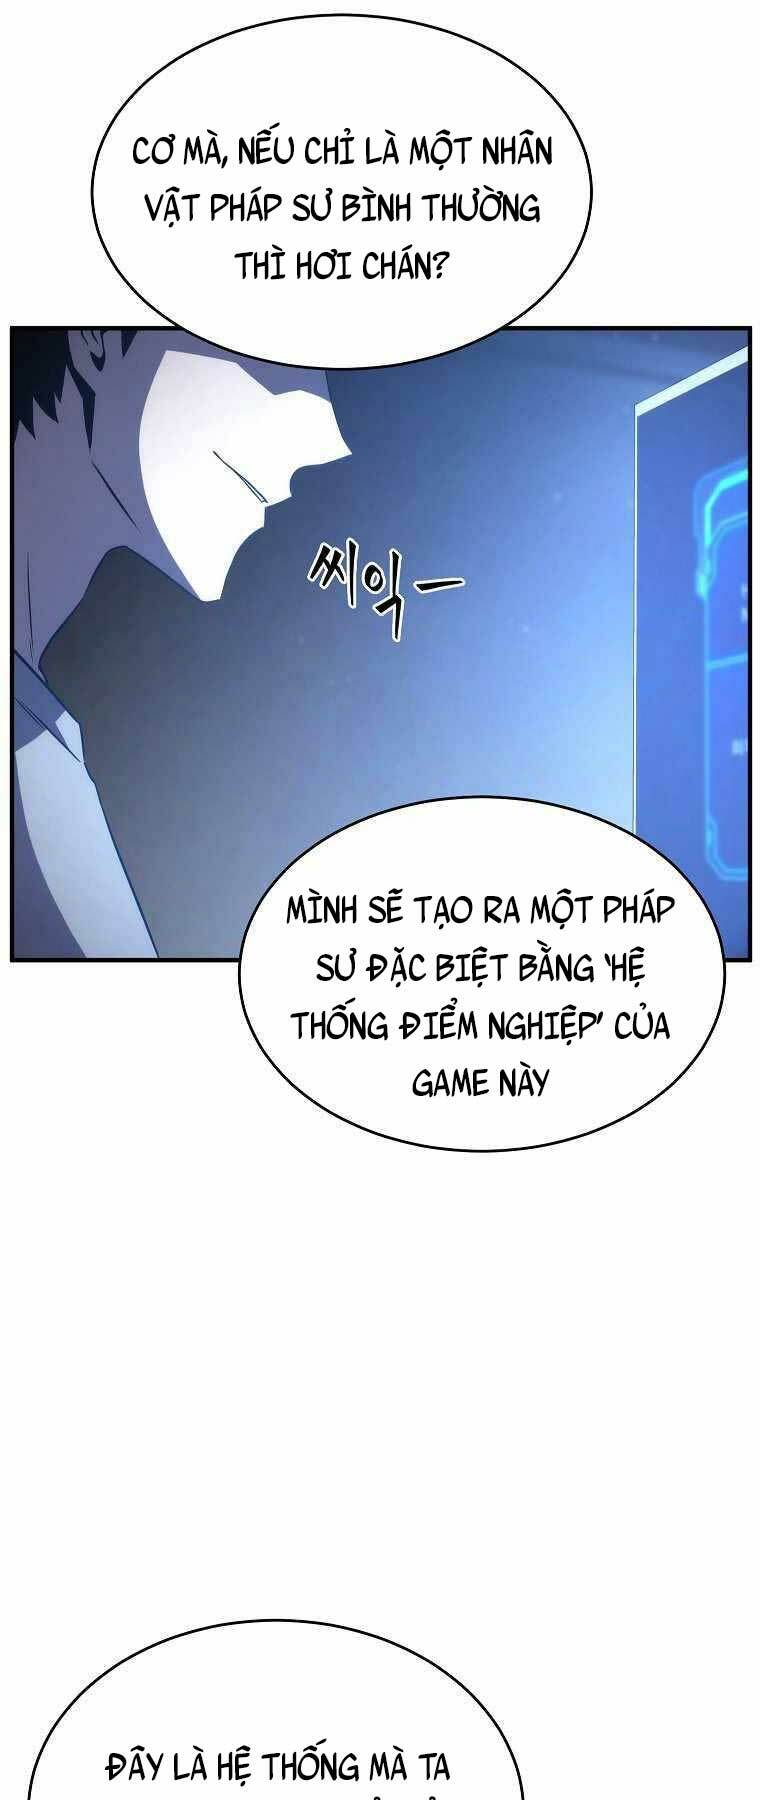 CƠ MÀ, NẾU CHỈ LÀ MỘT NHÂN
VẬT PHÁP SƯ BÌNH THƯỜNG
THÌ HƠI CHÁN?
씨익-
MÌNH SẼ TẠO RA MỘT PHÁP
SƯ ĐẶC BIỆT BẰNG 'HỆ
THỐNG ĐIỂM NGHIỆP' CỦA
GAME NÀY
ĐÂY LÀ HỆ THỐNG MÀ TA